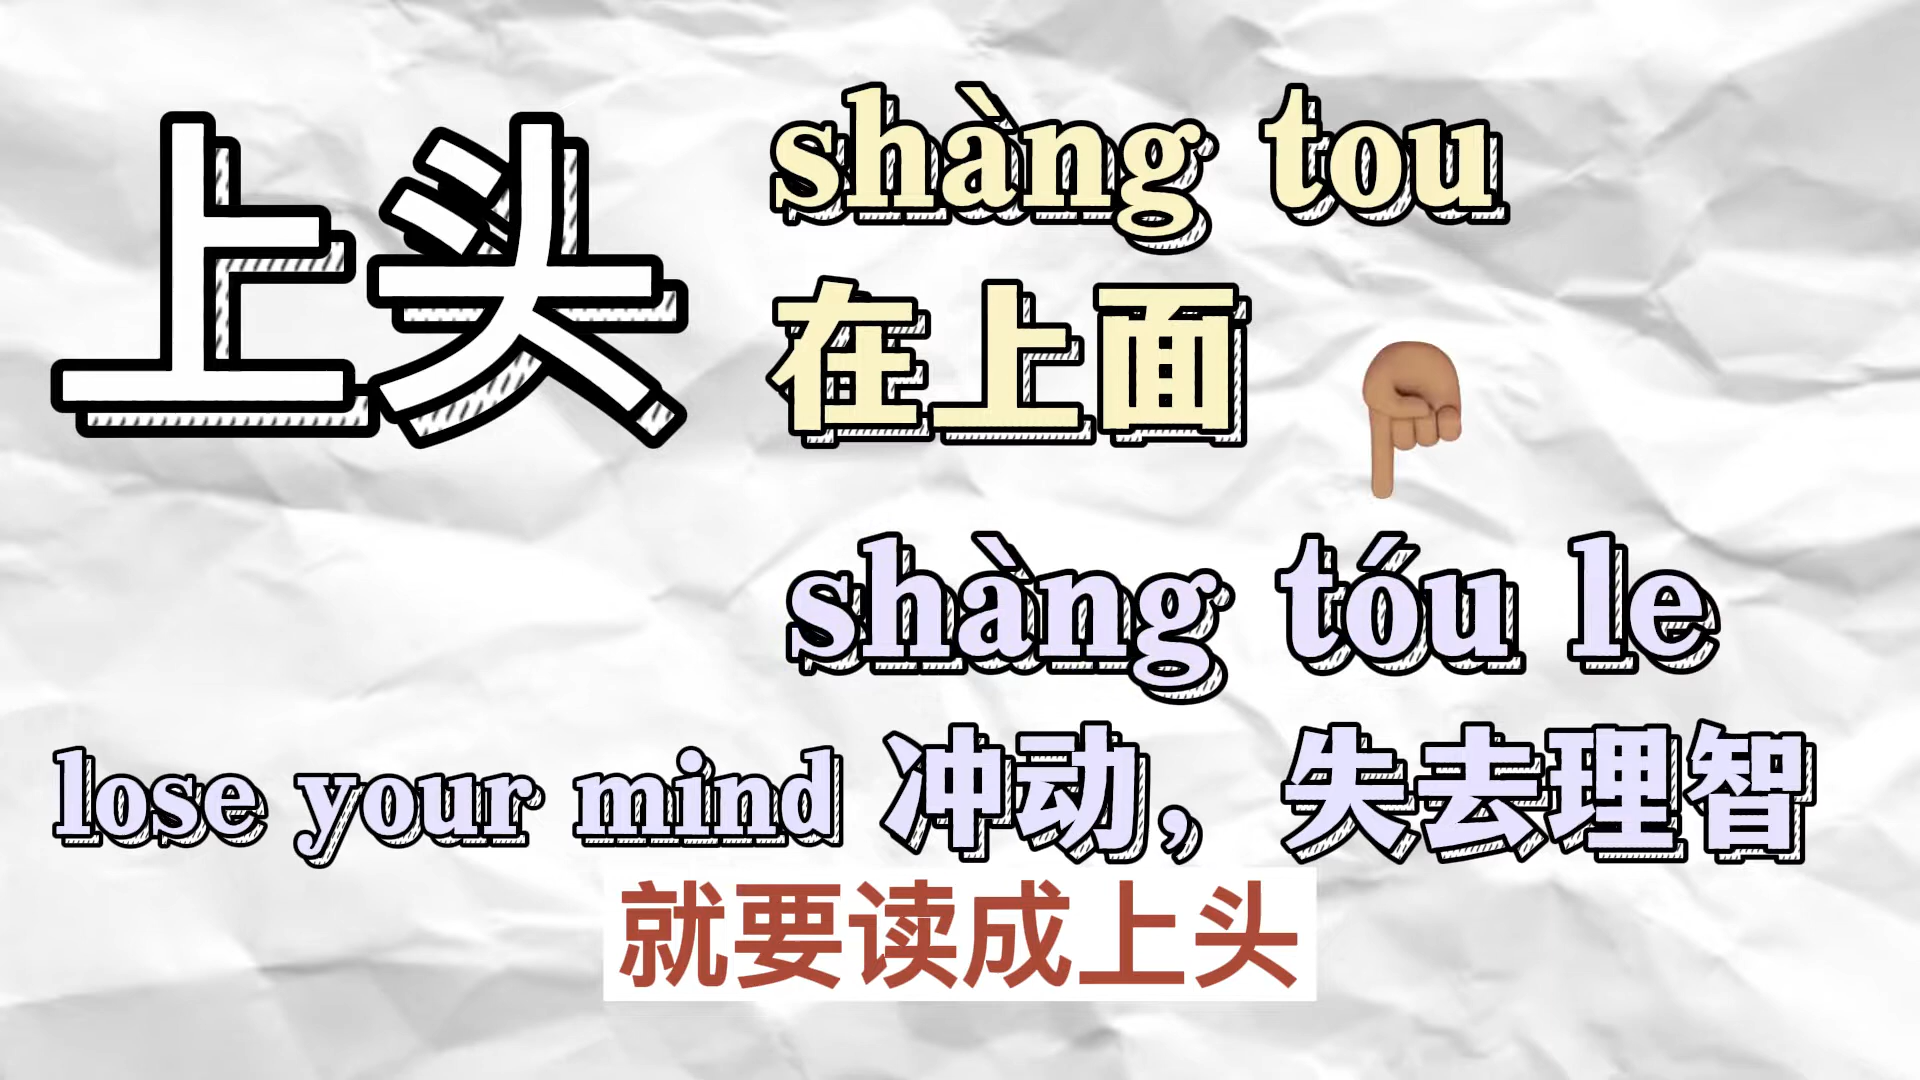 上头
shàng tou
在上面
shàng tóu le
lose your mind 冲动，失去理智
就要读成上头